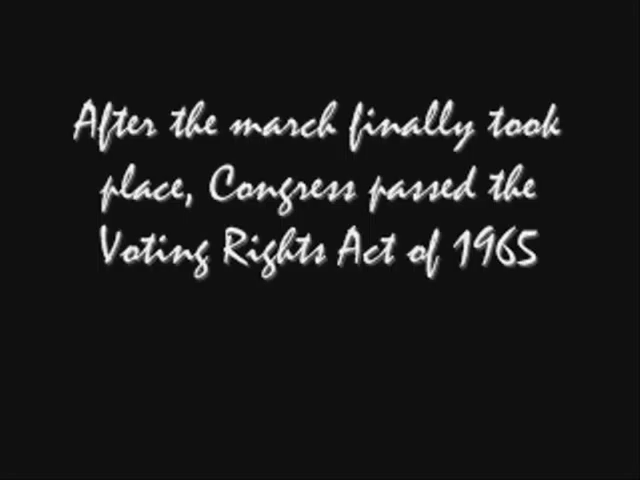 After the march finally took
place, Congress passed the
Voting Rights Act of 1965